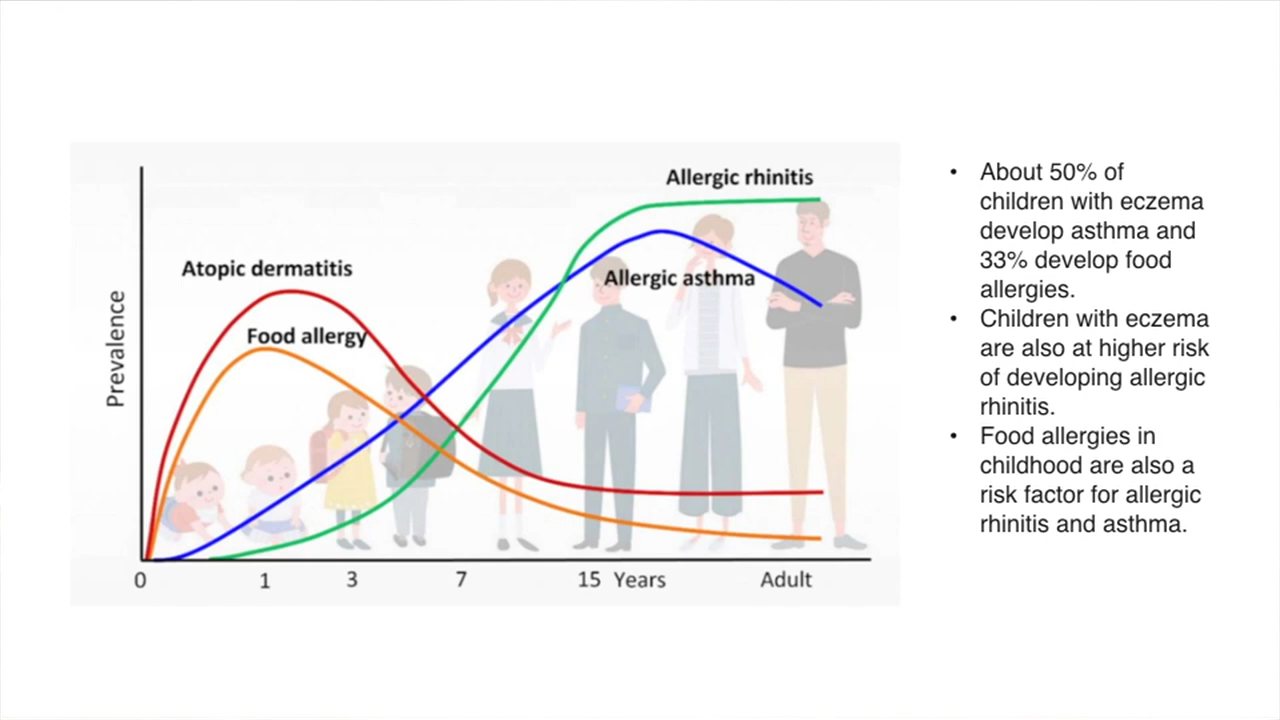 Allergic rhinitis
Atopic dermatitis
Allergic asthma
Food allergy
Prevalence
0 1 3 7 15 Years Adult
• About 50% of
children with eczema
develop asthma and
33% develop food
allergies.
• Children with eczema
are also at higher risk
of developing allergic
rhinitis.
• Food allergies in
childhood are also a
risk factor for allergic
rhinitis and asthma.